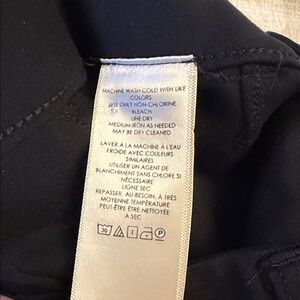 MACHINE WASH COLD WITH LIKE
COLORS
USE ONLY NON-CHLORINE
BLEACH
LINE DRY
MEDIUM IRON AS NEEDED
MAY BE DRY CLEANED
LAVER À LA MACHINE À L'EAU
FROIDE AVEC COULEURS
SIMILAIRES
UTILISER UN AGENT DE
BLANCHIMENT SANS CHLORE SI
NÉCESSAIRE
LIGNE SEC
REPASSER, AU BESOIN, À TRÈS
MOYENNE TEMPÉRATURE
PEUT-ÊTRE ÊTRE NETTOYÉE
À SEC
30
P